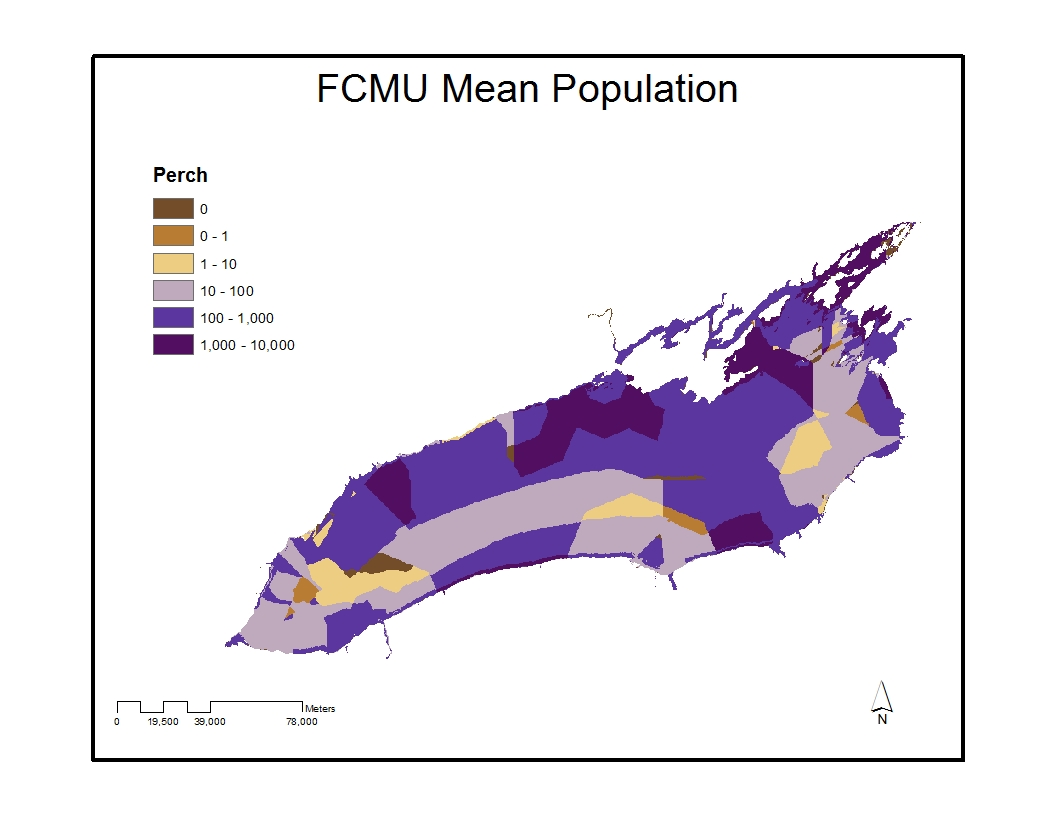 FCMU Mean Population
Perch
0
0 - 1
1 - 10
10 - 100
100 - 1,000
1,000 - 10,000
Meters
0 19,500 39,000 78,000
N